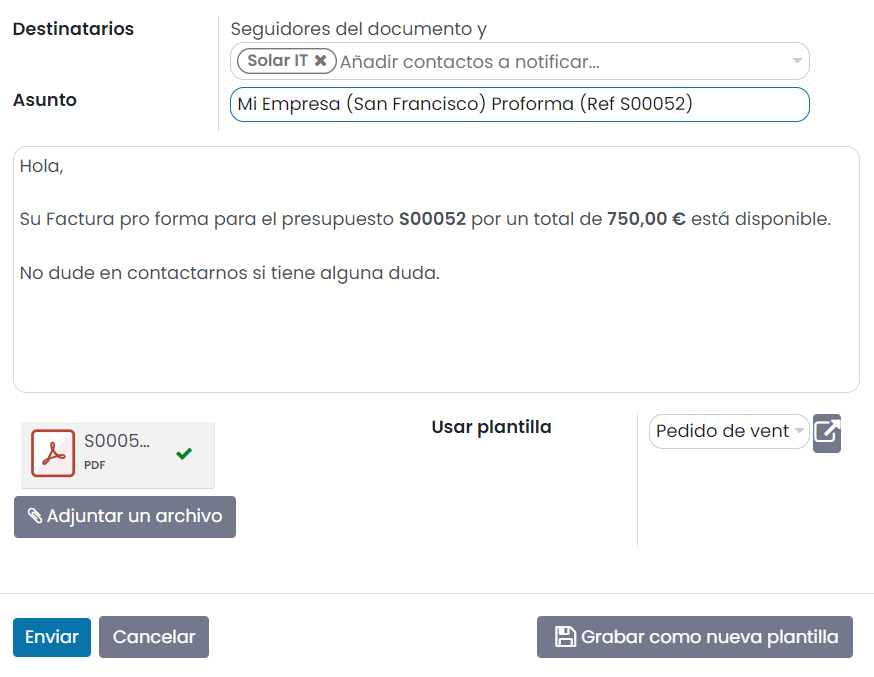 Destinatarios
Seguidores del documento y
Solar IT ✖ Añadir contactos a notificar...
Asunto
Mi Empresa (San Francisco) Proforma (Ref S00052)
Hola,
Su Factura pro forma para el presupuesto S00052 por un total de 750,00 € está disponible.
No dude en contactarnos si tiene alguna duda.
S0005...
PDF
Adjuntar un archivo
Usar plantilla
Pedido de vent
Enviar
Cancelar
Grabar como nueva plantilla